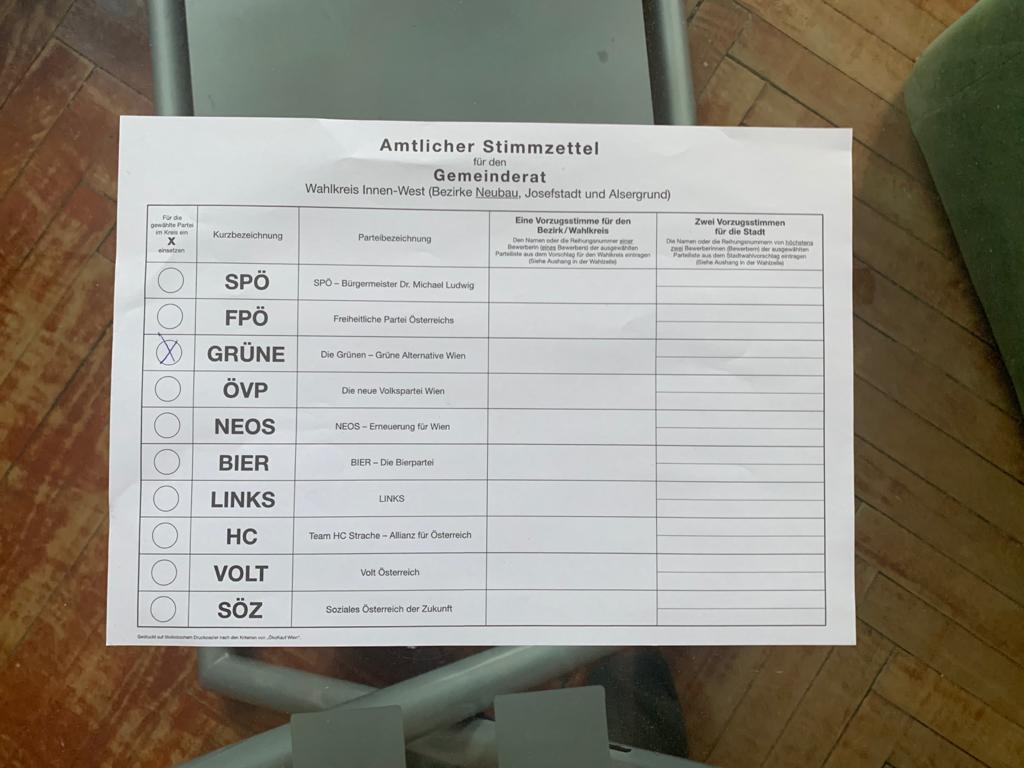 Amtlicher Stimmzettel
für den
Gemeinderat
Wahlkreis Innen-West (Bezirke Neubau, Josefstadt und Alsergrund)
Für die
gewählte Partei
im Kreis ein
X
einsetzen
Kurzbezeichnung
Parteibezeichnung
Eine Vorzugsstimme für den
Bezirk/Wahlkreis
Den Namen oder die Reihungsnummer einer
Bewerberin (eines Bewerbers) der ausgewählten
Parteiliste aus dem Vorschlag für den Wahlkreis eintragen
(Siehe Aushang in der Wahlzelle)
Zwei Vorzugsstimmen
für die Stadt
Die Namen oder die Reihungsnummern von höchstens
zwei Bewerberinnen (Bewerbern) der ausgewählten
Parteiliste aus dem Stadtwahlvorschlag eintragen
(Siehe Aushang in der Wahlzelle)
SPÖ SPÖ – Bürgermeister Dr. Michael Ludwig
FPÖ Freiheitliche Partei Österreichs
X GRÜNE Die Grünen – Grüne Alternative Wien
ÖVP Die neue Volkspartei Wien
NEOS NEOS – Erneuerung für Wien
BIER BIER – Die Bierpartei
LINKS LINKS
HC Team HC Strache – Allianz für Österreich
VOLT Volt Österreich
SÖZ Soziales Österreich der Zukunft
Gedruckt auf ökologischem Druckpapier nach den Kriterien von „ÖkoKauf Wien".